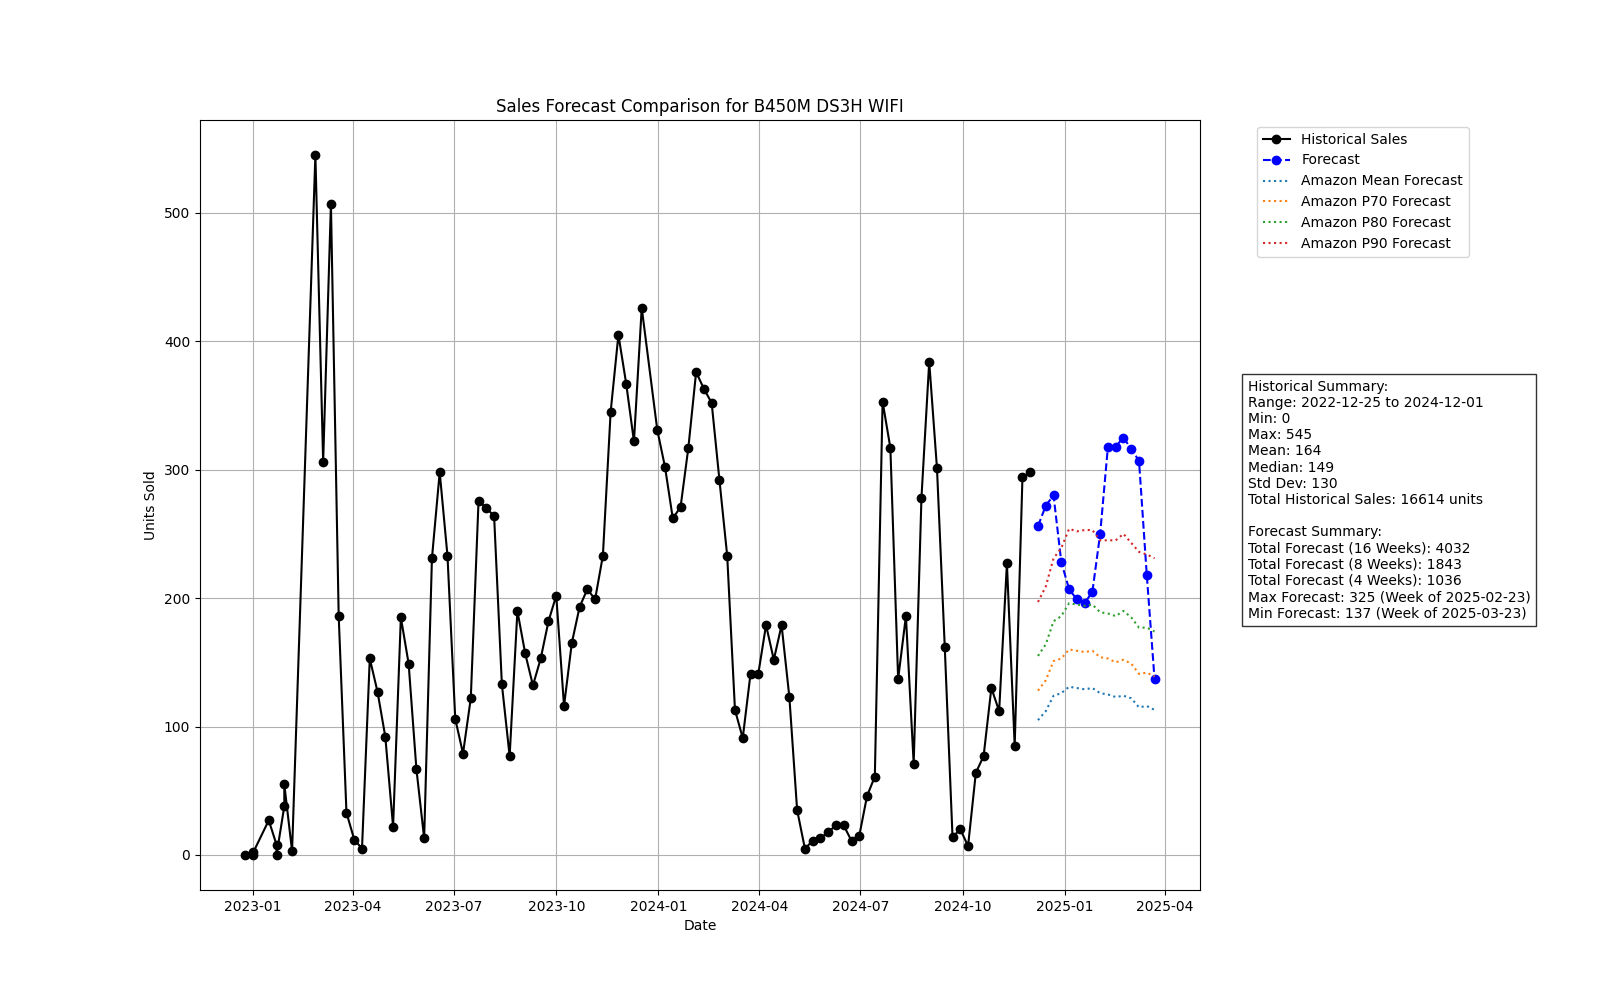 Sales Forecast Comparison for B450M DS3H WIFI
Historical Sales
Forecast
Amazon Mean Forecast
Amazon P70 Forecast
Amazon P80 Forecast
Amazon P90 Forecast
500
400
300
200
100
0
Units Sold
2023-01
2023-04
2023-07
2023-10
2024-01
2024-04
2024-07
2024-10
2025-01
2025-04
Date
Historical Summary:
Range: 2022-12-25 to 2024-12-01
Min: 0
Max: 545
Mean: 164
Median: 149
Std Dev: 130
Total Historical Sales: 16614 units
Forecast Summary:
Total Forecast (16 Weeks): 4032
Total Forecast (8 Weeks): 1843
Total Forecast (4 Weeks): 1036
Max Forecast: 325 (Week of 2025-02-23)
Min Forecast: 137 (Week of 2025-03-23)